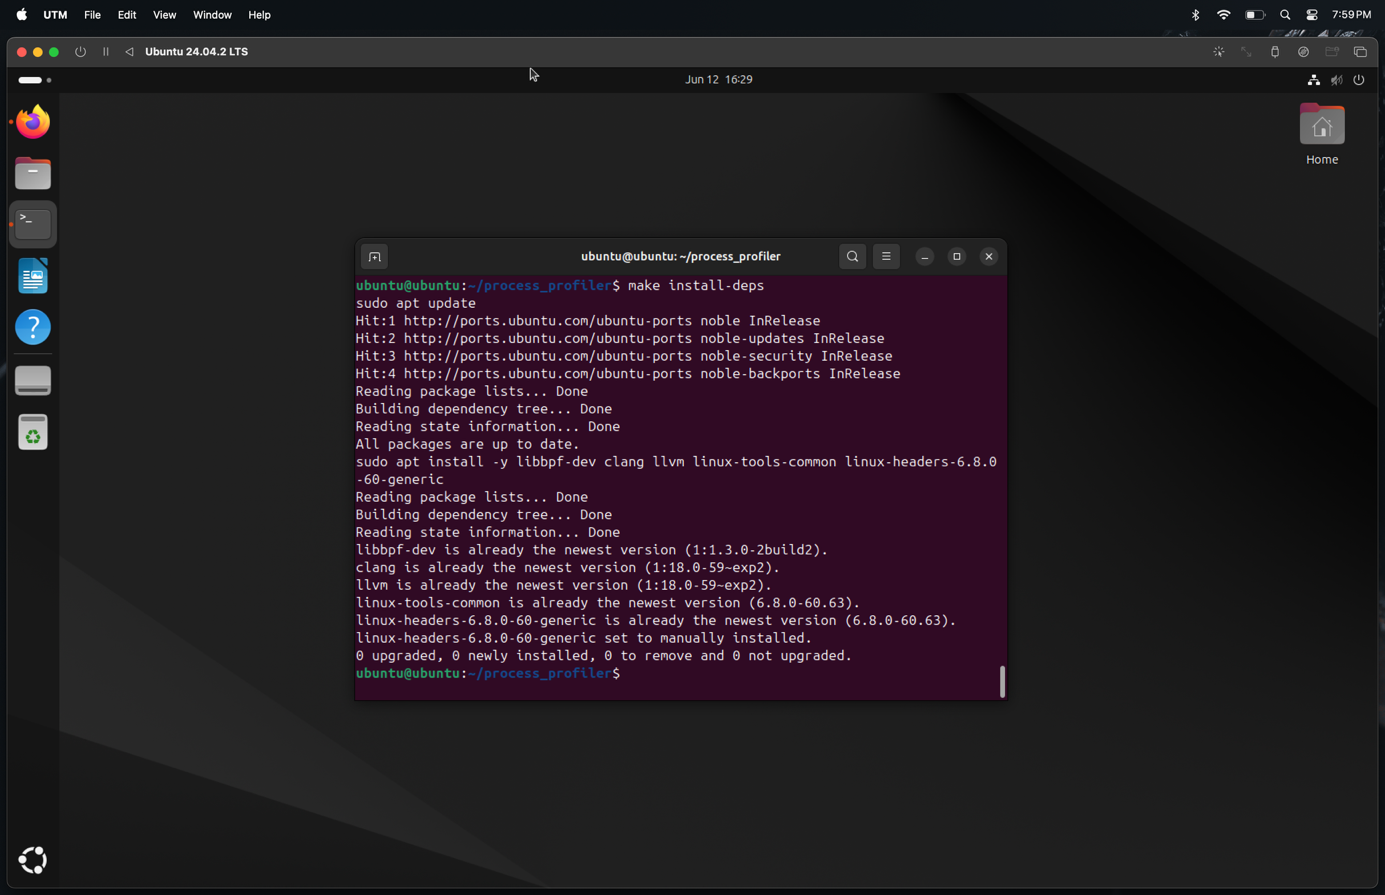 UTM File Edit View Window Help 7:59 PM
Ubuntu 24.04.2 LTS
Jun 12 16:29
Home
ubuntu@ubuntu: ~/process_profiler
ubuntu@ubuntu:~/process_profiler$ make install-deps
sudo apt update
Hit:1 http://ports.ubuntu.com/ubuntu-ports noble InRelease
Hit:2 http://ports.ubuntu.com/ubuntu-ports noble-updates InRelease
Hit:3 http://ports.ubuntu.com/ubuntu-ports noble-security InRelease
Hit:4 http://ports.ubuntu.com/ubuntu-ports noble-backports InRelease
Reading package lists... Done
Building dependency tree... Done
Reading state information... Done
All packages are up to date.
sudo apt install -y libbpf-dev clang llvm linux-tools-common linux-headers-6.8.0
-60-generic
Reading package lists... Done
Building dependency tree... Done
Reading state information... Done
libbpf-dev is already the newest version (1:1.3.0-2build2).
clang is already the newest version (1:18.0-59~exp2).
llvm is already the newest version (1:18.0-59~exp2).
linux-tools-common is already the newest version (6.8.0-60.63).
linux-headers-6.8.0-60-generic is already the newest version (6.8.0-60.63).
linux-headers-6.8.0-60-generic set to manually installed.
0 upgraded, 0 newly installed, 0 to remove and 0 not upgraded.
ubuntu@ubuntu:~/process_profiler$